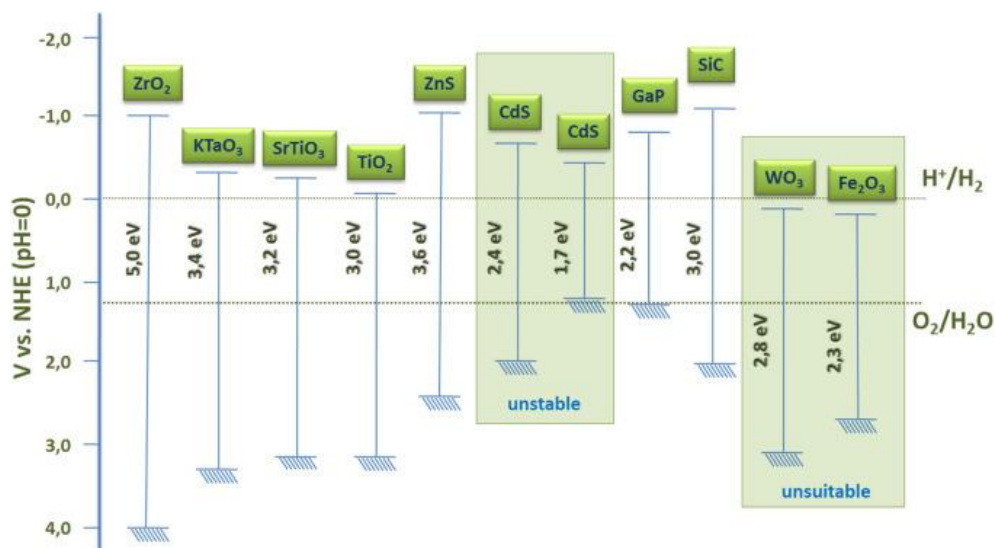 V vs. NHE (pH=0)
-2,0
-1,0
0,0
1,0
2,0
3,0
4,0
ZrO₂
5,0 eV
KTaO₃
3,4 eV
SrTiO₃
3,2 eV
TiO₂
3,0 eV
ZnS
3,6 eV
CdS
2,4 eV
CdS
1,7 eV
unstable
GaP
2,2 eV
SiC
3,0 eV
WO₃
2,8 eV
Fe₂O₃
2,3 eV
unsuitable
H⁺/H₂
O₂/H₂O